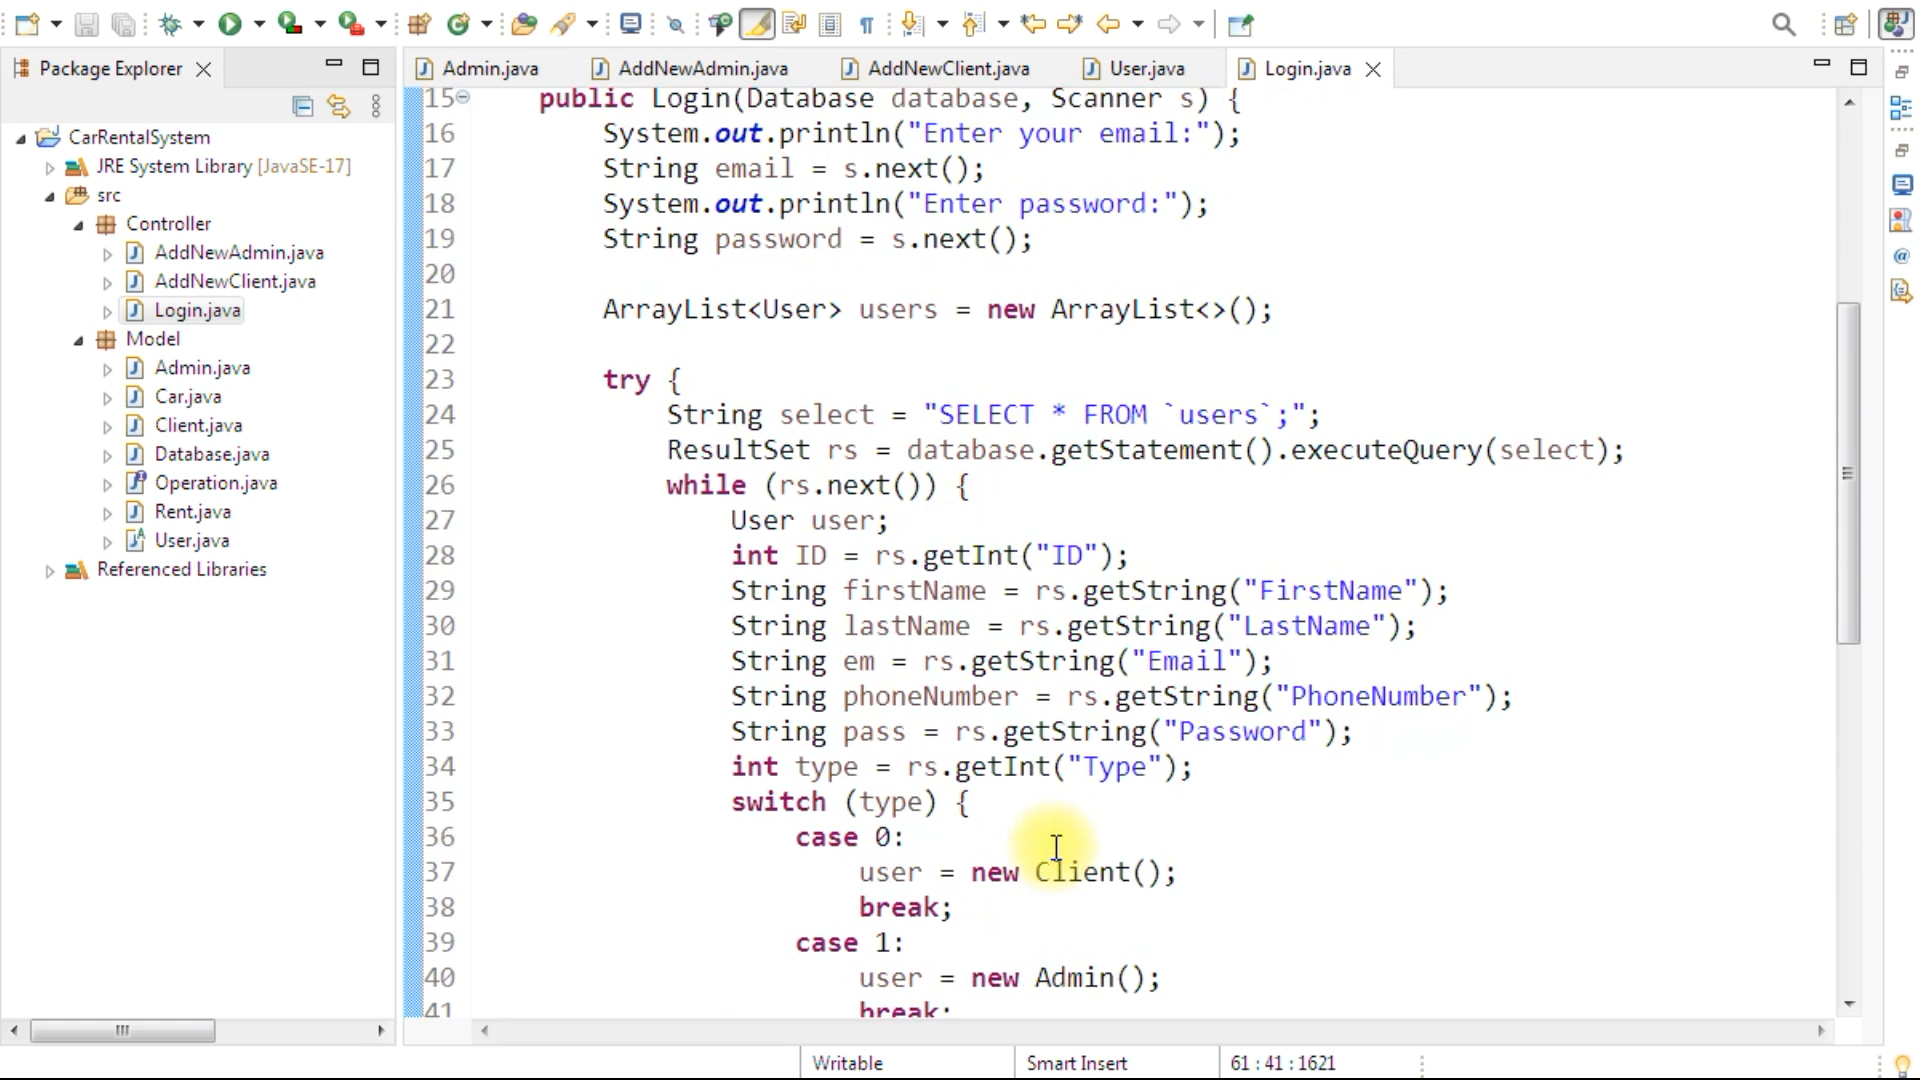 Package Explorer
CarRentalSystem
JRE System Library [JavaSE-17]
src
Controller
AddNewAdmin.java
AddNewClient.java
Login.java
Model
Admin.java
Car.java
Client.java
Database.java
Operation.java
Rent.java
User.java
Referenced Libraries
Admin.java AddNewAdmin.java AddNewClient.java User.java Login.java
15 public Login(Database database, Scanner s) {
16 System.out.println("Enter your email:");
17 String email = s.next();
18 System.out.println("Enter password:");
19 String password = s.next();
20
21 ArrayList<User> users = new ArrayList<>();
22
23 try {
24 String select = "SELECT * FROM `users`;";
25 ResultSet rs = database.getStatement().executeQuery(select);
26 while (rs.next()) {
27 User user;
28 int ID = rs.getInt("ID");
29 String firstName = rs.getString("FirstName");
30 String lastName = rs.getString("LastName");
31 String em = rs.getString("Email");
32 String phoneNumber = rs.getString("PhoneNumber");
33 String pass = rs.getString("Password");
34 int type = rs.getInt("Type");
35 switch (type) {
36 case 0:
37 user = new Client();
38 break;
39 case 1:
40 user = new Admin();
41 break;
Writable Smart Insert 61 : 41 : 1621